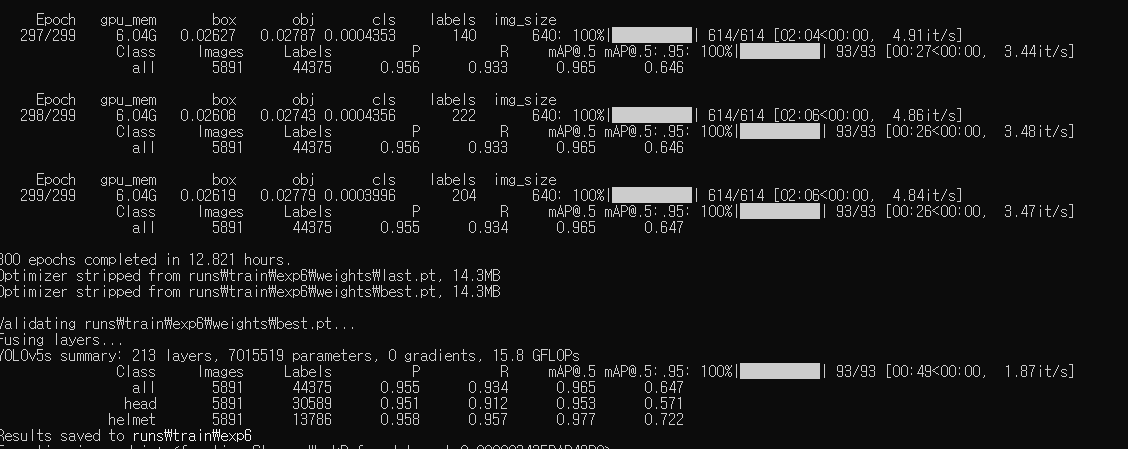 Epoch gpu_mem box obj cls labels img_size
297/299 6.04G 0.02627 0.02787 0.0004353 140 640: 100%|██████████| 614/614 [02:04<00:00, 4.91it/s]
Class Images Labels P R mAP@.5 mAP@.5:.95: 100%|██████████| 93/93 [00:27<00:00, 3.44it/s]
all 5891 44375 0.956 0.933 0.965 0.646
Epoch gpu_mem box obj cls labels img_size
298/299 6.04G 0.02608 0.02743 0.0004356 222 640: 100%|██████████| 614/614 [02:06<00:00, 4.86it/s]
Class Images Labels P R mAP@.5 mAP@.5:.95: 100%|██████████| 93/93 [00:26<00:00, 3.48it/s]
all 5891 44375 0.956 0.933 0.965 0.646
Epoch gpu_mem box obj cls labels img_size
299/299 6.04G 0.02619 0.02779 0.0003996 204 640: 100%|██████████| 614/614 [02:06<00:00, 4.84it/s]
Class Images Labels P R mAP@.5 mAP@.5:.95: 100%|██████████| 93/93 [00:26<00:00, 3.47it/s]
all 5891 44375 0.955 0.934 0.965 0.647
300 epochs completed in 12.821 hours.
Optimizer stripped from runs₩train₩exp6₩weights₩last.pt, 14.3MB
Optimizer stripped from runs₩train₩exp6₩weights₩best.pt, 14.3MB
Validating runs₩train₩exp6₩weights₩best.pt...
Fusing layers...
YOLOv5s summary: 213 layers, 7015519 parameters, 0 gradients, 15.8 GFLOPs
Class Images Labels P R mAP@.5 mAP@.5:.95: 100%|██████████| 93/93 [00:49<00:00, 1.87it/s]
all 5891 44375 0.955 0.934 0.965 0.647
head 5891 30589 0.951 0.912 0.953 0.571
helmet 5891 13786 0.958 0.957 0.977 0.722
Results saved to runs₩train₩exp6